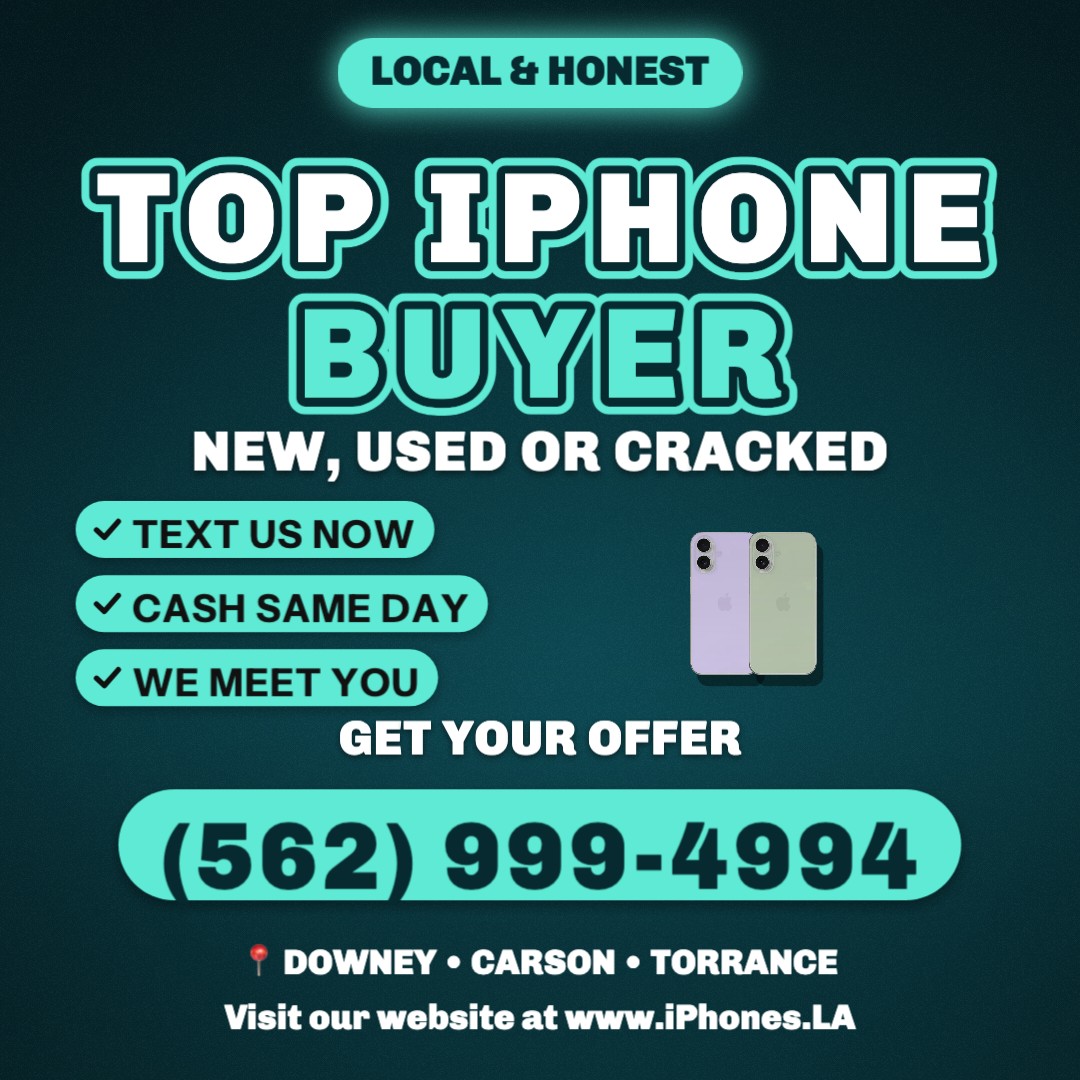 LOCAL & HONEST
TOP IPHONE
BUYER
NEW, USED OR CRACKED
✓ TEXT US NOW
✓ CASH SAME DAY
✓ WE MEET YOU
GET YOUR OFFER
(562) 999-4994
📍 DOWNEY • CARSON • TORRANCE
Visit our website at www.iPhones.LA